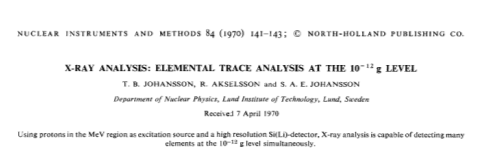 NUCLEAR INSTRUMENTS AND METHODS 84 (1970) 141–143; © NORTH-HOLLAND PUBLISHING CO.
X-RAY ANALYSIS: ELEMENTAL TRACE ANALYSIS AT THE 10⁻¹² g LEVEL
T. B. JOHANSSON, R. AKSELSSON and S. A. E. JOHANSSON
Department of Nuclear Physics, Lund Institute of Technology, Lund, Sweden
Received 7 April 1970
Using protons in the MeV region as excitation source and a high resolution Si(Li)-detector, X-ray analysis is capable of detecting many
elements at the 10⁻¹² g level simultaneously.